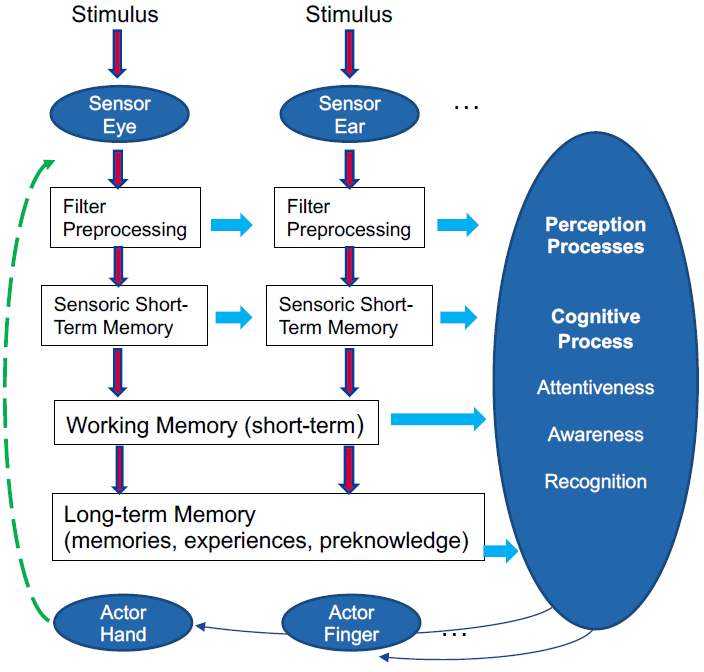 Stimulus
Stimulus
Sensor
Eye
Sensor
Ear
...
Filter
Preprocessing
Filter
Preprocessing
Perception
Processes
Sensoric Short-
Term Memory
Sensoric Short-
Term Memory
Cognitive
Process
Attentiveness
Working Memory (short-term)
Awareness
Recognition
Long-term Memory
(memories, experiences, preknowledge)
Actor
Hand
Actor
Finger
...